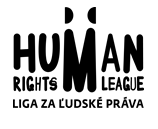 HUMAN
RIGHTS LEAGUE
LIGA ZA ĽUDSKÉ PRÁVA